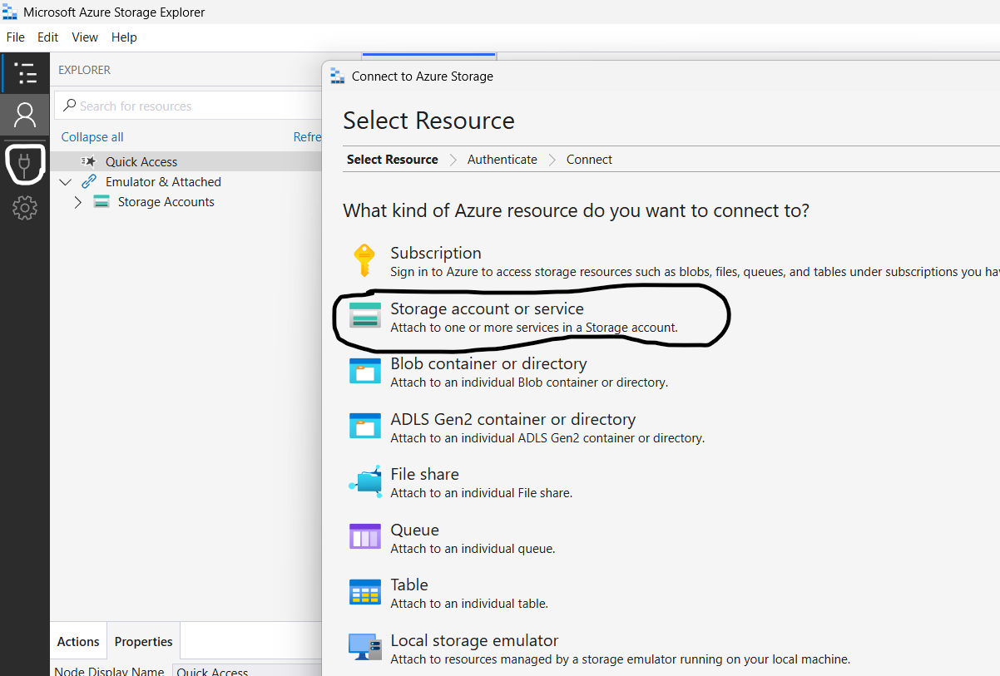 Microsoft Azure Storage Explorer
File Edit View Help
EXPLORER
Search for resources
Collapse all
Quick Access
Emulator & Attached
Storage Accounts
Actions Properties
Node Display Name Quick Access
Connect to Azure Storage
Select Resource
Select Resource Authenticate Connect
What kind of Azure resource do you want to connect to?
Subscription
Sign in to Azure to access storage resources such as blobs, files, queues, and tables under subscriptions you
Storage account or service
Attach to one or more services in a Storage account.
Blob container or directory
Attach to an individual Blob container or directory.
ADLS Gen2 container or directory
Attach to an individual ADLS Gen2 container or directory.
File share
Attach to an individual File share.
Queue
Attach to an individual queue.
Table
Attach to an individual table.
Local storage emulator
Attach to resources managed by a storage emulator running on your local machine.